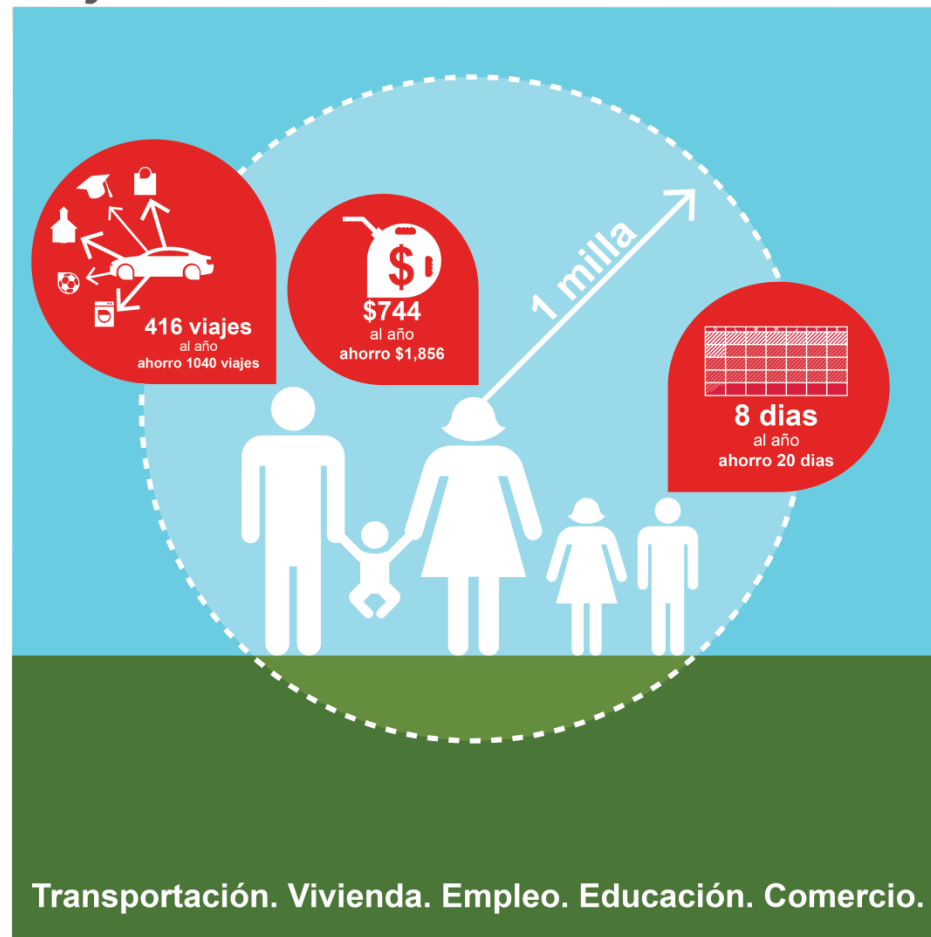 416 viajes
al año
ahorro 1040 viajes
$
$744
al año
ahorro $1,856
1 milla
8 dias
al año
ahorro 20 dias
Transportación. Vivienda. Empleo. Educación. Comercio.